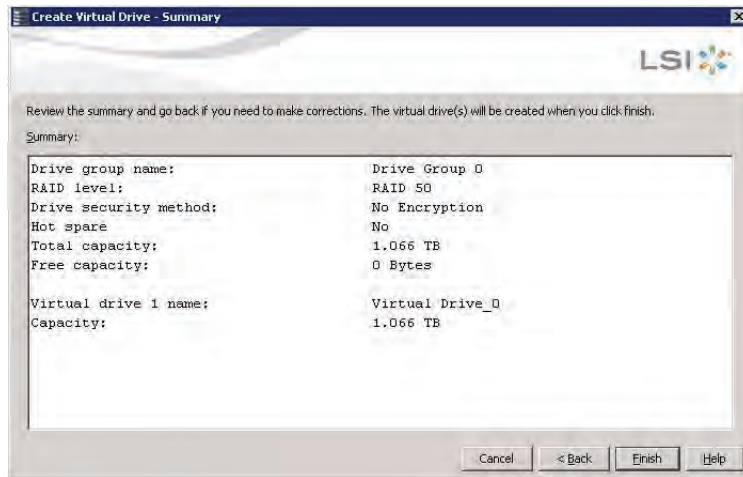 Create Virtual Drive - Summary
LSI
Review the summary and go back if you need to make corrections. The virtual drive(s) will be created when you click finish.
Summary:
Drive group name: Drive Group 0
RAID level: RAID 50
Drive security method: No Encryption
Hot spare No
Total capacity: 1.066 TB
Free capacity: 0 Bytes
Virtual drive 1 name: Virtual Drive_0
Capacity: 1.066 TB
Cancel < Back Finish Help